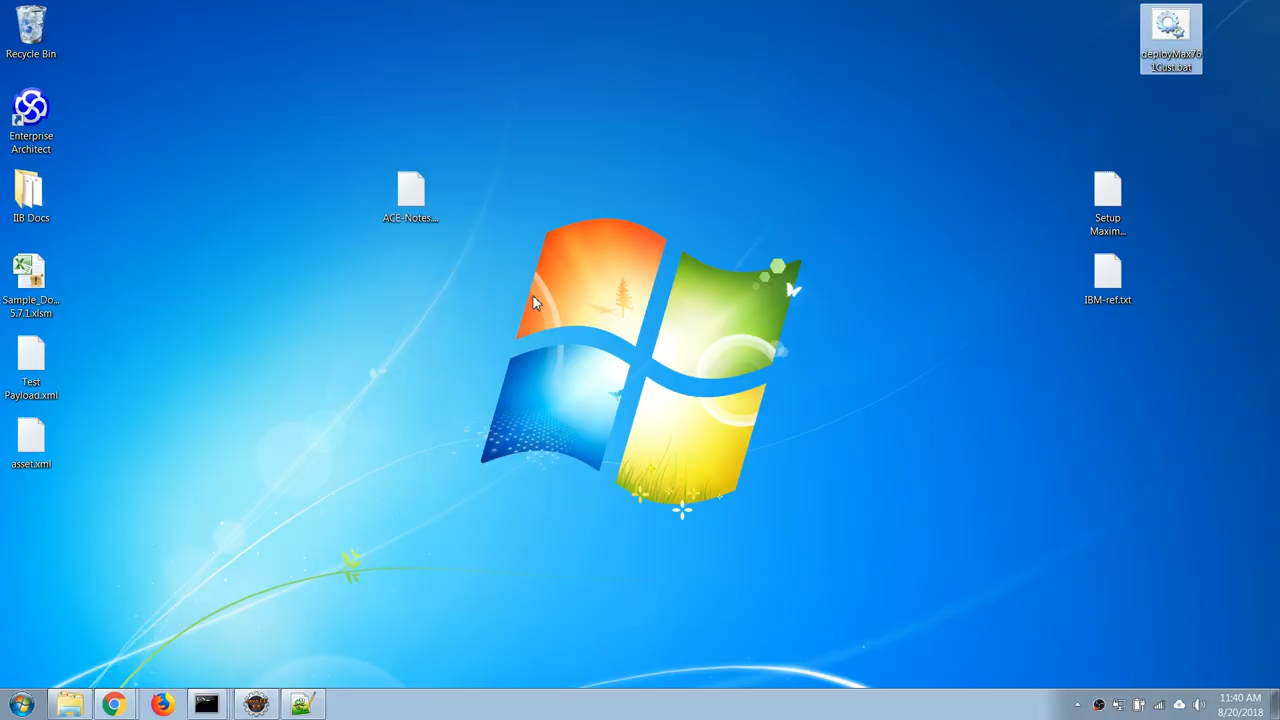 Recycle Bin
deployMax76
1Cust.bat
Enterprise
Architect
IIB Docs
ACE-Notes....
Setup
Maxim...
Sample_Do...
5.7.1.xlsm
IBM-ref.txt
Test
Payload.xml
asset.xml
11:40 AM
8/20/2018